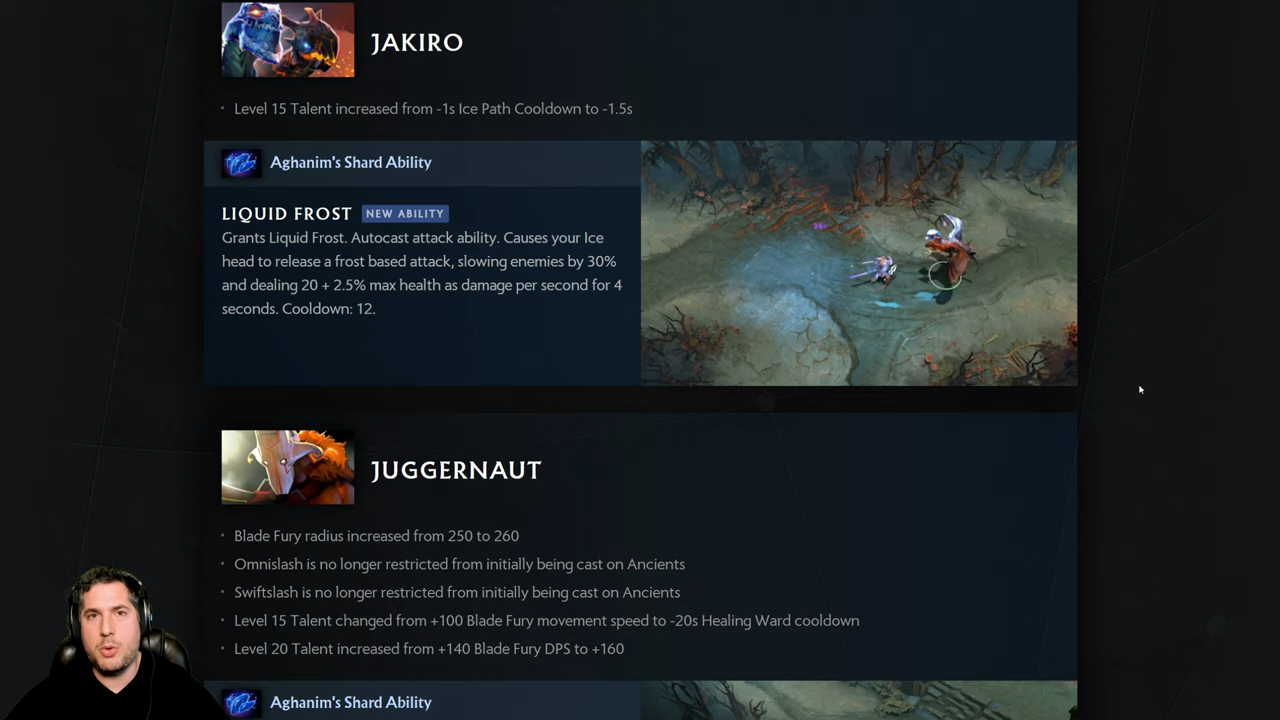 JAKIRO
• Level 15 Talent increased from -1s Ice Path Cooldown to -1.5s
Aghanim's Shard Ability
LIQUID FROST NEW ABILITY
Grants Liquid Frost. Autocast attack ability. Causes your Ice
head to release a frost based attack, slowing enemies by 30%
and dealing 20 + 2.5% max health as damage per second for 4
seconds. Cooldown: 12.
JUGGERNAUT
• Blade Fury radius increased from 250 to 260
• Omnislash is no longer restricted from initially being cast on Ancients
• Swiftslash is no longer restricted from initially being cast on Ancients
• Level 15 Talent changed from +100 Blade Fury movement speed to -20s Healing Ward cooldown
• Level 20 Talent increased from +140 Blade Fury DPS to +160
Aghanim's Shard Ability